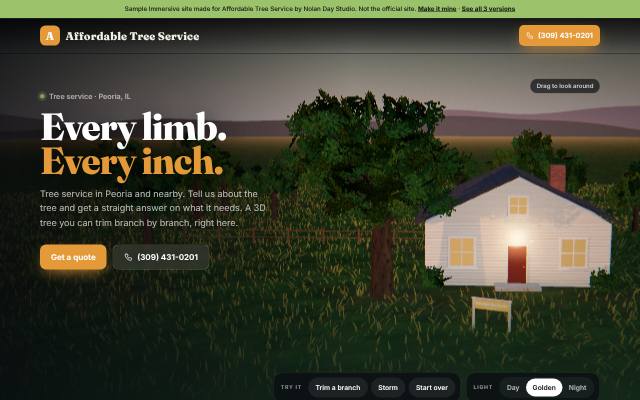 Sample Immersive site made for Affordable Tree Service by Nolan Day Studio. Not the official site. Make it mine · See all 3 versions
A Affordable Tree Service
(309) 431-0201
Drag to look around
Tree service · Peoria, IL
Every limb.
Every inch.
Tree service in Peoria and nearby. Tell us about the
tree and get a straight answer on what it needs. A 3D
tree you can trim branch by branch, right here.
Get a quote
(309) 431-0201
TRY IT Trim a branch Storm Start over
LIGHT Day Golden Night